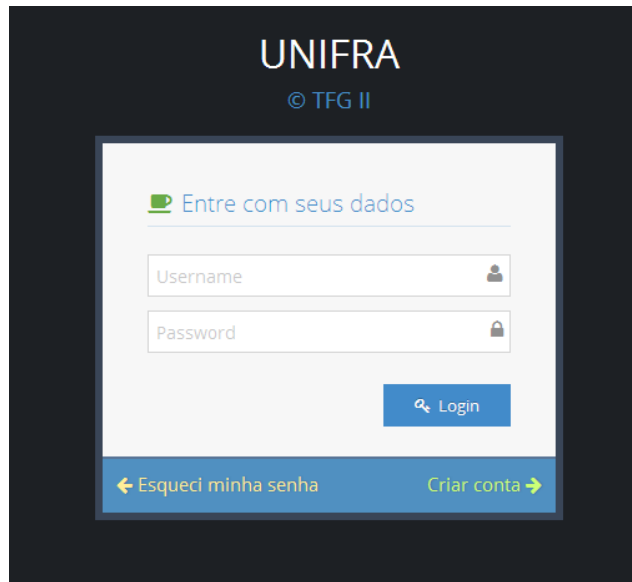 UNIFRA
© TFG II
Entre com seus dados
Username
Password
Login
Esqueci minha senha
Criar conta